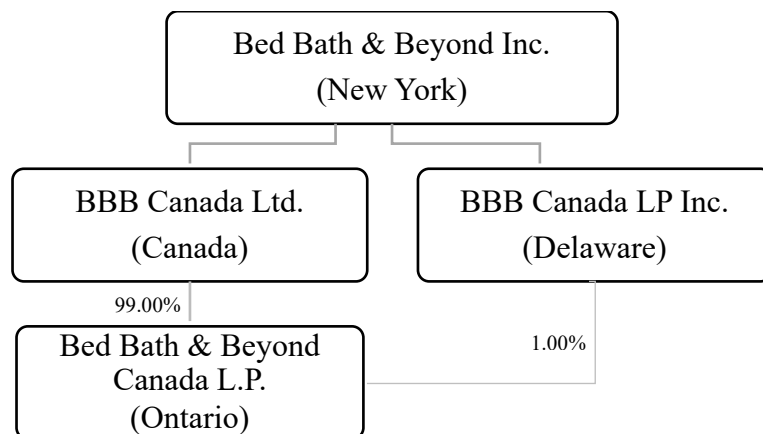 Bed Bath & Beyond Inc.
(New York)
BBB Canada Ltd.
(Canada)
BBB Canada LP Inc.
(Delaware)
99.00%
1.00%
Bed Bath & Beyond
Canada L.P.
(Ontario)